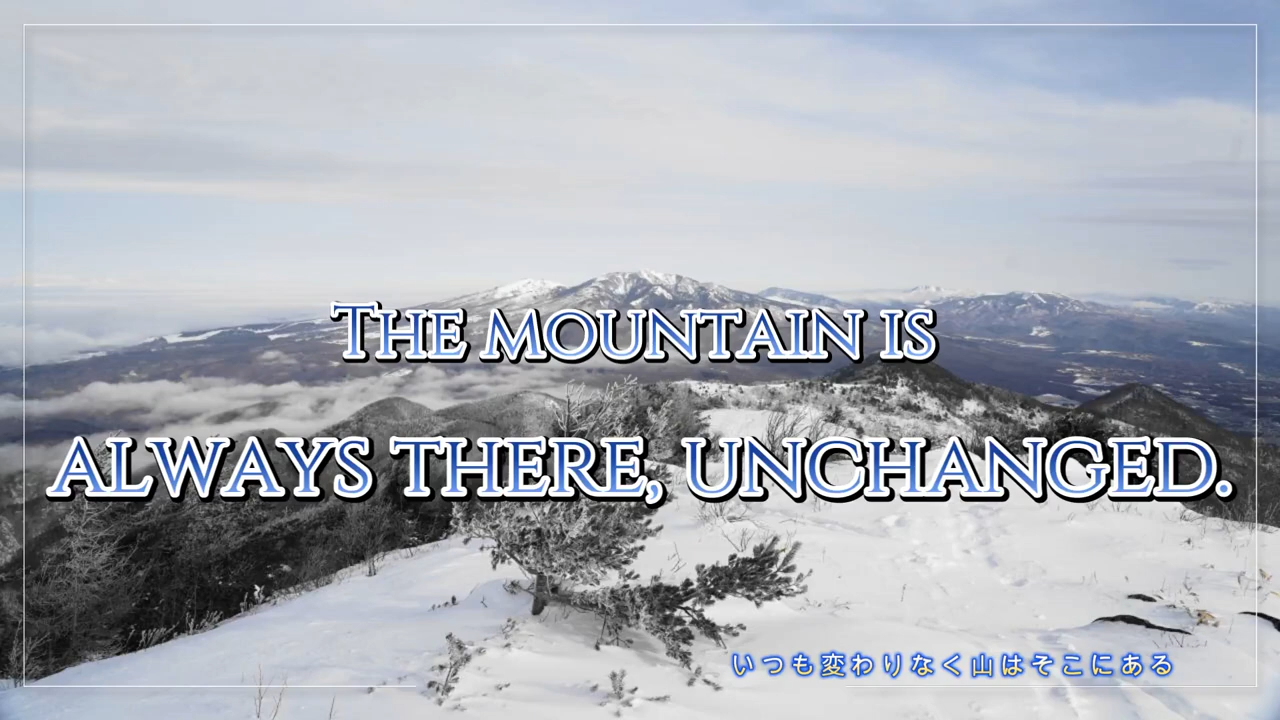 The mountain is
always there, unchanged.
いつも変わりなく山はそこにある